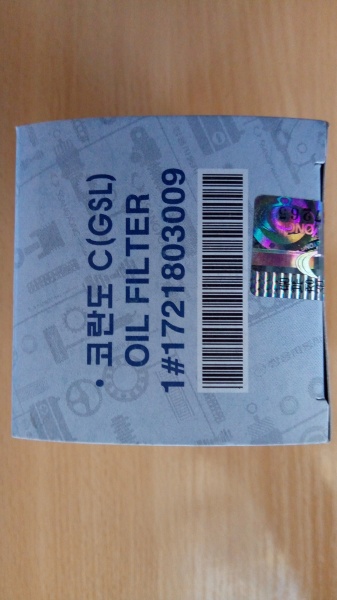 • 코란도 C(GSL)
OIL FILTER
1#1721803009